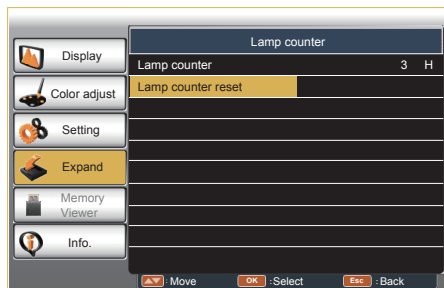 Lamp counter
Display
Lamp counter 3 H
Lamp counter reset
Color adjust
Setting
Expand
Memory
Viewer
Info.
: Move OK : Select Esc : Back